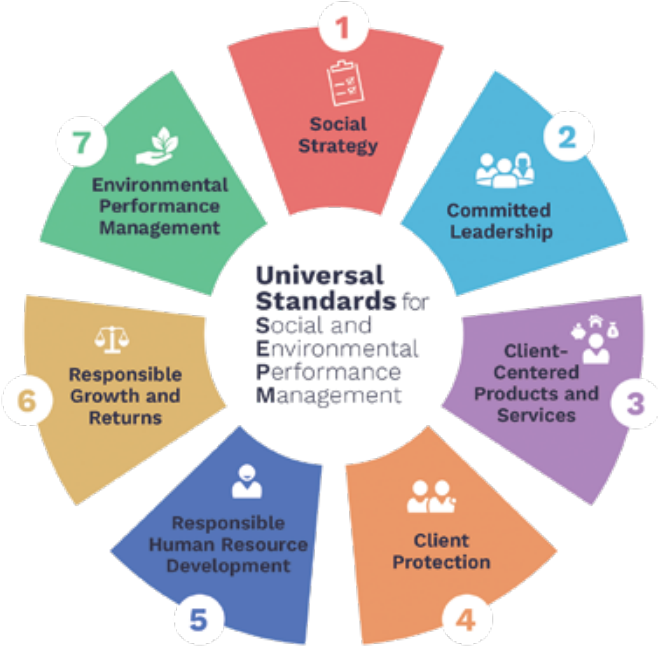 1
Social
Strategy
2
Committed
Leadership
3
Client-
Centered
Products and
Services
4
Client
Protection
5
Responsible
Human Resource
Development
6
Responsible
Growth and
Returns
7
Environmental
Performance
Management
Universal
Standards for
Social and
Environmental
Performance
Management